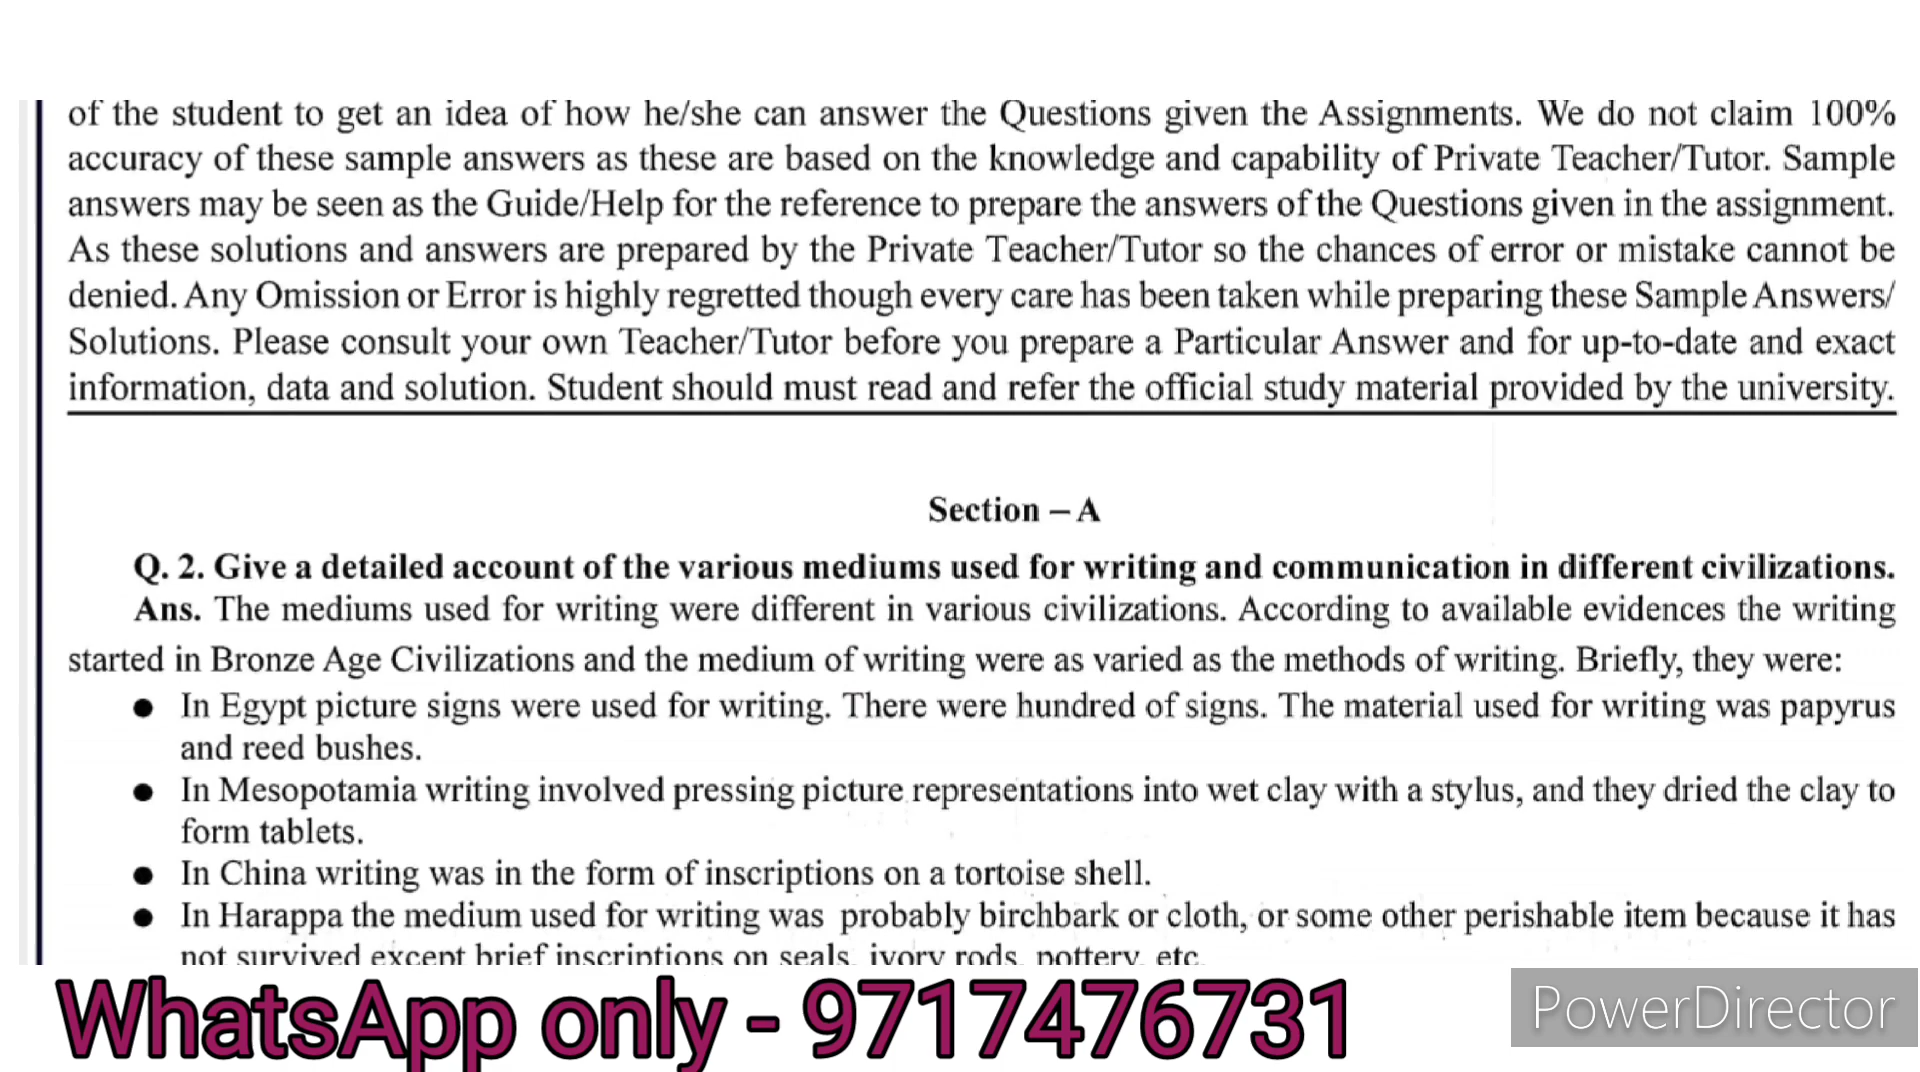 of the student to get an idea of how he/she can answer the Questions given the Assignments. We do not claim 100%
accuracy of these sample answers as these are based on the knowledge and capability of Private Teacher/Tutor. Sample
answers may be seen as the Guide/Help for the reference to prepare the answers of the Questions given in the assignment.
As these solutions and answers are prepared by the Private Teacher/Tutor so the chances of error or mistake cannot be
denied. Any Omission or Error is highly regretted though every care has been taken while preparing these Sample Answers/
Solutions. Please consult your own Teacher/Tutor before you prepare a Particular Answer and for up-to-date and exact
information, data and solution. Student should must read and refer the official study material provided by the university.
Section – A
Q. 2. Give a detailed account of the various mediums used for writing and communication in different civilizations.
Ans. The mediums used for writing were different in various civilizations. According to available evidences the writing
started in Bronze Age Civilizations and the medium of writing were as varied as the methods of writing. Briefly, they were:
● In Egypt picture signs were used for writing. There were hundred of signs. The material used for writing was papyrus
and reed bushes.
● In Mesopotamia writing involved pressing picture representations into wet clay with a stylus, and they dried the clay to
form tablets.
● In China writing was in the form of inscriptions on a tortoise shell.
● In Harappa the medium used for writing was probably birchbark or cloth, or some other perishable item because it has
not survived except brief inscriptions on seals, ivory rods, pottery, etc.
WhatsApp only - 9717476731
PowerDirector